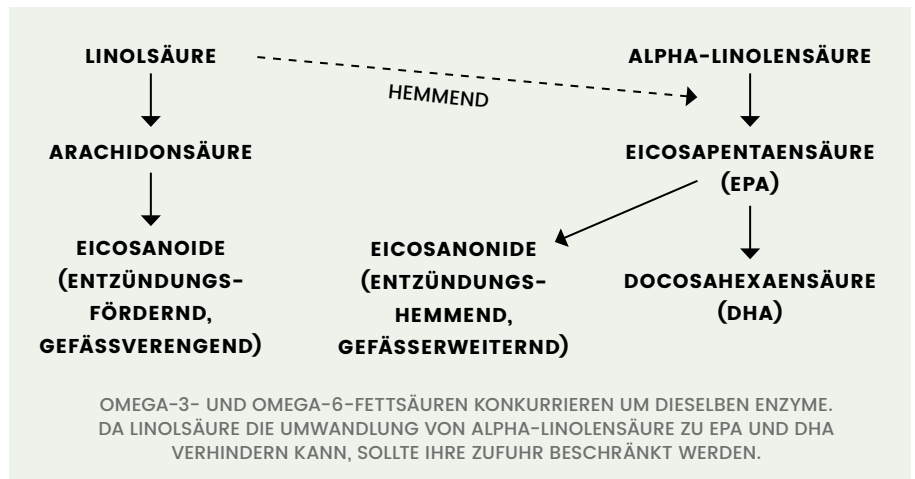 LINOLSÄURE
ALPHA-LINOLENSÄURE
HEMMEND
ARACHIDONSÄURE
EICOSAPENTAENSÄURE
(EPA)
EICOSANOIDE
(ENTZÜNDUNGS-
FÖRDERND,
GEFÄSSVERENGEND)
EICOSANONIDE
(ENTZÜNDUNGS-
HEMMEND,
GEFÄSSERWEITERND)
DOCOSAHEXAENSÄURE
(DHA)
OMEGA-3- UND OMEGA-6-FETTSÄUREN KONKURRIEREN UM DIESELBEN ENZYME.
DA LINOLSÄURE DIE UMWANDLUNG VON ALPHA-LINOLENSÄURE ZU EPA UND DHA
VERHINDERN KANN, SOLLTE IHRE ZUFUHR BESCHRÄNKT WERDEN.